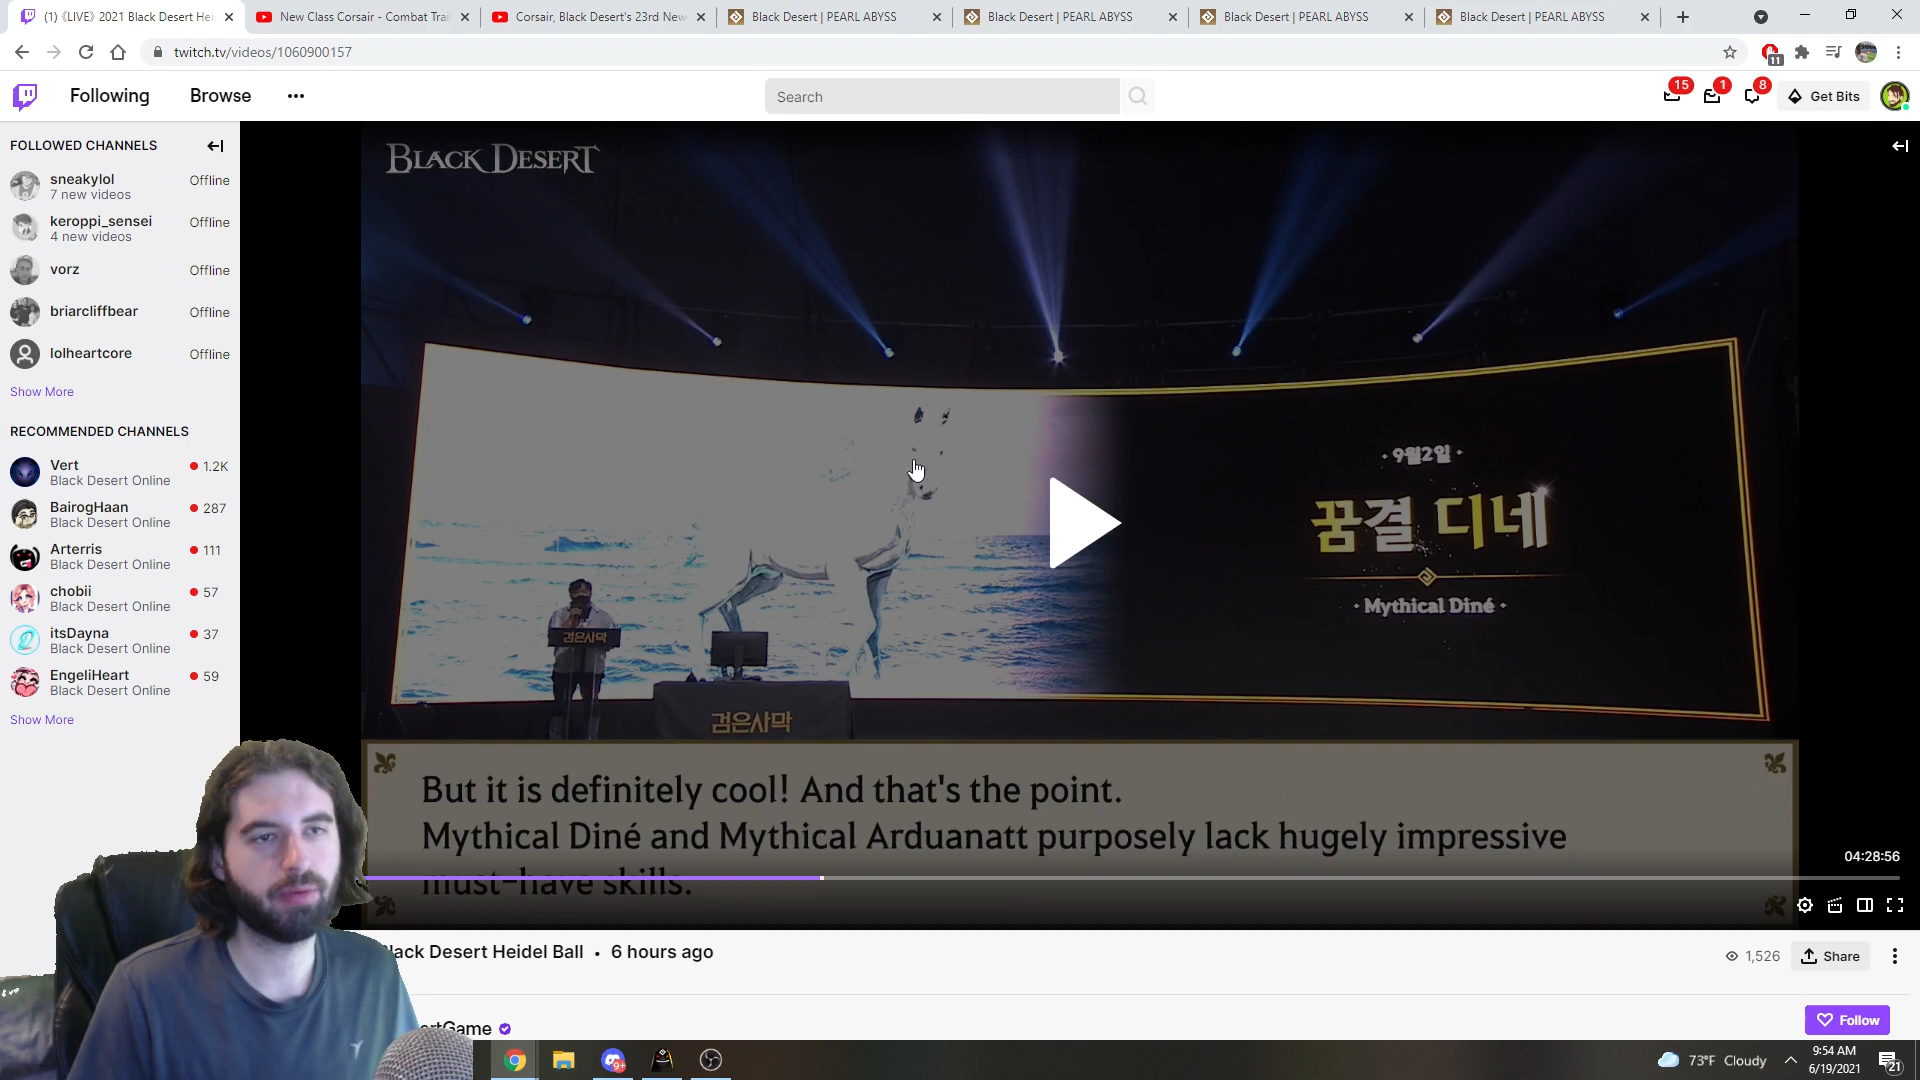 (1) 《LIVE》 2021 Black Desert Hei
New Class Corsair - Combat Trai
Corsair, Black Desert's 23rd New
Black Desert | PEARL ABYSS
Black Desert | PEARL ABYSS
Black Desert | PEARL ABYSS
Black Desert | PEARL ABYSS
twitch.tv/videos/1060900157
11
Following
Browse
Search
15
1
8
Get Bits
FOLLOWED CHANNELS
sneakylol
Offline
7 new videos
keroppi_sensei
Offline
4 new videos
vorz
Offline
briarcliffbear
Offline
lolheartcore
Offline
Show More
RECOMMENDED CHANNELS
Vert
1.2K
Black Desert Online
BairogHaan
287
Black Desert Online
Arterris
111
Black Desert Online
chobii
57
Black Desert Online
itsDayna
37
Black Desert Online
EngeliHeart
59
Black Desert Online
Show More
BLACK DESERT
· 9월2일 ·
꿈결 디네
· Mythical Diné ·
검은사막
검은사막
But it is definitely cool! And that's the point.
Mythical Diné and Mythical Arduanatt purposely lack hugely impressive
must-have skills.
04:28:56
lack Desert Heidel Ball • 6 hours ago
1,526
Share
ertGame
Follow
9+
73°F Cloudy
9:54 AM
6/19/2021
21